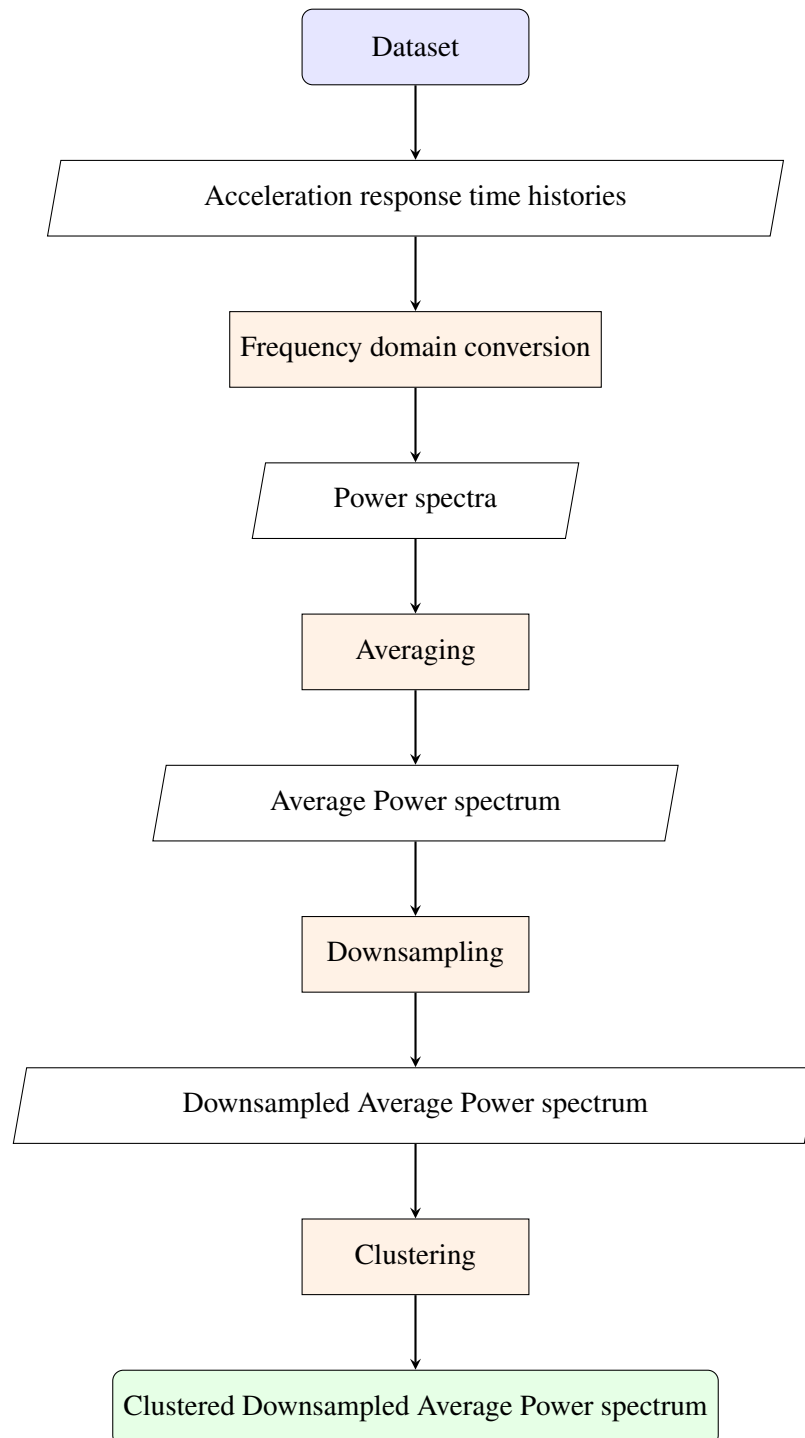 Dataset
Acceleration response time histories
Frequency domain conversion
Power spectra
Averaging
Average Power spectrum
Downsampling
Downsampled Average Power spectrum
Clustering
Clustered Downsampled Average Power spectrum